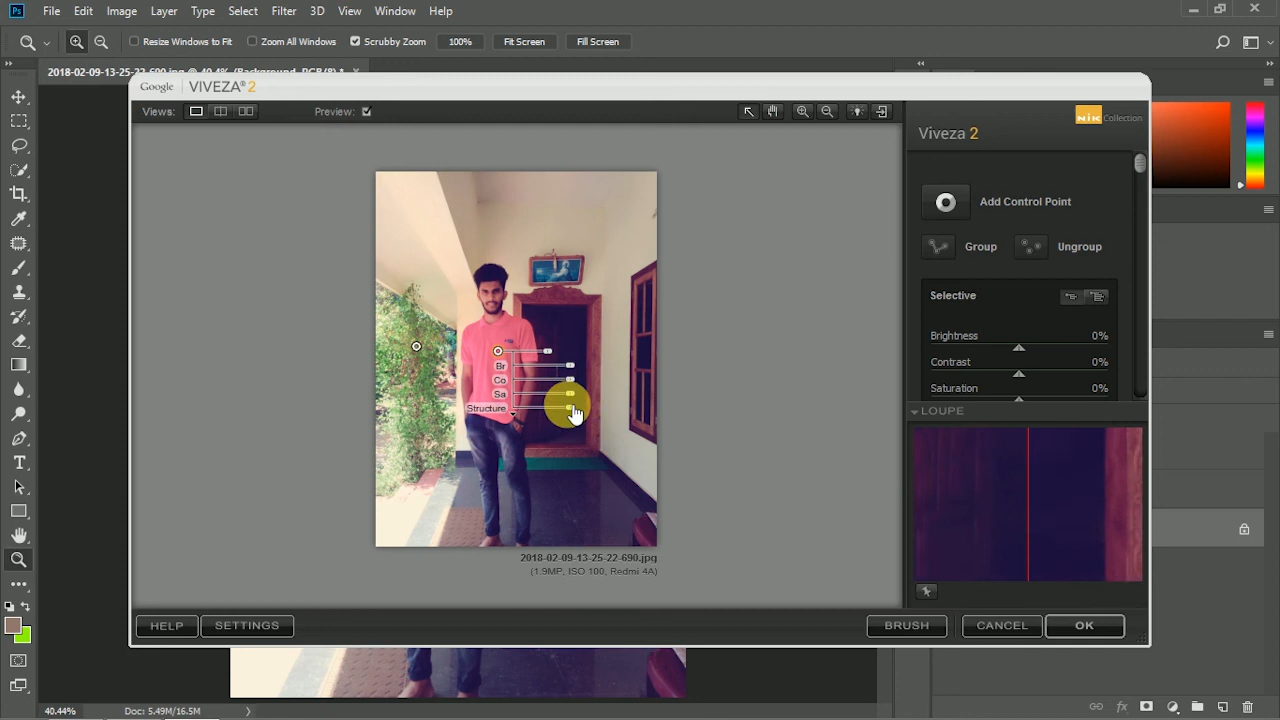 Ps File Edit Image Layer Type Select Filter 3D View Window Help
Resize Windows to Fit Zoom All Windows Scrubby Zoom 100% Fit Screen Fill Screen
2018-02-09-13-25-22-690.jpg @ 40.4% (Background, RGB/8) *
Google VIVEZA® 2
Views: Preview:
Nik Collection
Viveza 2
Add Control Point
Group Ungroup
Selective
Brightness 0%
Contrast 0%
Saturation 0%
Br
Co
Sa
Structure
LOUPE
2018-02-09-13-25-22-690.jpg
(1.9MP, ISO 100, Redmi 4A)
HELP SETTINGS BRUSH CANCEL OK
40.44% Doc: 5.49M/16.5M